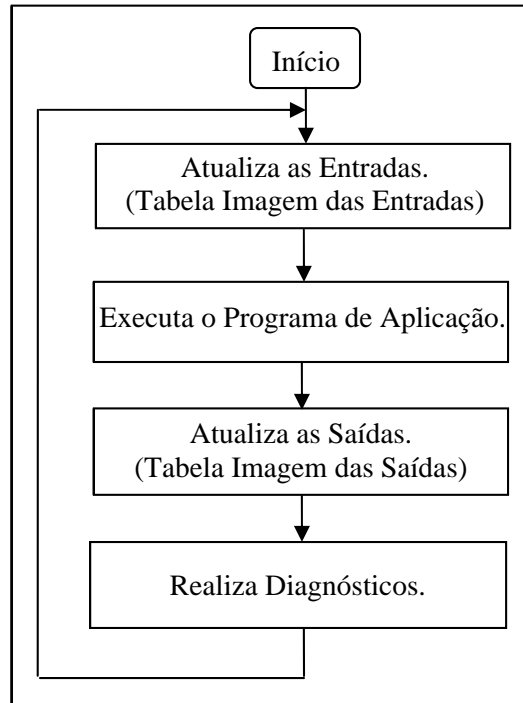 Início
Atualiza as Entradas.
(Tabela Imagem das Entradas)
Executa o Programa de Aplicação.
Atualiza as Saídas.
(Tabela Imagem das Saídas)
Realiza Diagnósticos.